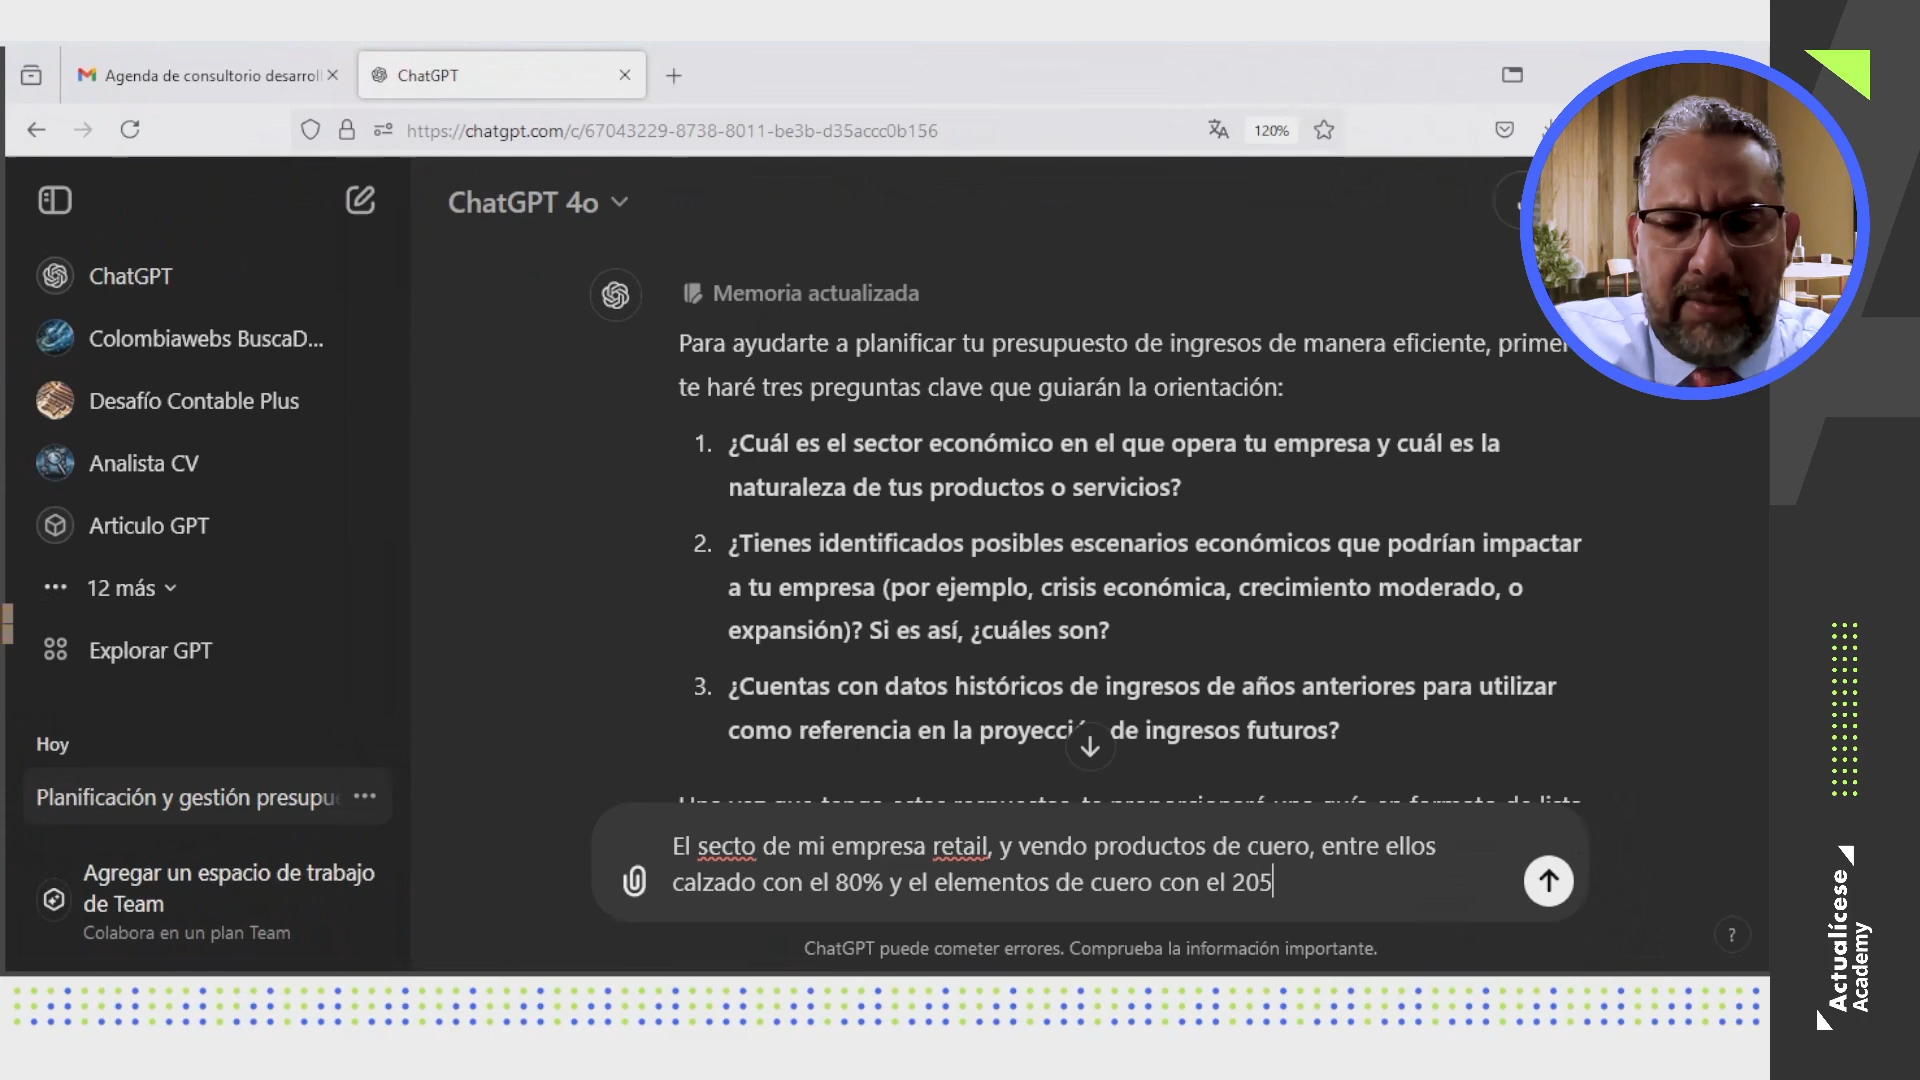 Agenda de consultorio desarroll
ChatGPT
https://chatgpt.com/c/67043229-8738-8011-be3b-d35accc0b156
120%
ChatGPT 4o
ChatGPT
Colombiawebs BuscaD...
Desafío Contable Plus
Analista CV
Articulo GPT
12 más
Explorar GPT
Hoy
Planificación y gestión presupu
Agregar un espacio de trabajo
de Team
Colabora en un plan Team
Memoria actualizada
Para ayudarte a planificar tu presupuesto de ingresos de manera eficiente, primer
te haré tres preguntas clave que guiarán la orientación:
1. ¿Cuál es el sector económico en el que opera tu empresa y cuál es la
naturaleza de tus productos o servicios?
2. ¿Tienes identificados posibles escenarios económicos que podrían impactar
a tu empresa (por ejemplo, crisis económica, crecimiento moderado, o
expansión)? Si es así, ¿cuáles son?
3. ¿Cuentas con datos históricos de ingresos de años anteriores para utilizar
como referencia en la proyección de ingresos futuros?
El secto de mi empresa retail, y vendo productos de cuero, entre ellos
calzado con el 80% y el elementos de cuero con el 205
ChatGPT puede cometer errores. Comprueba la información importante.
?
Actualícese
Academy